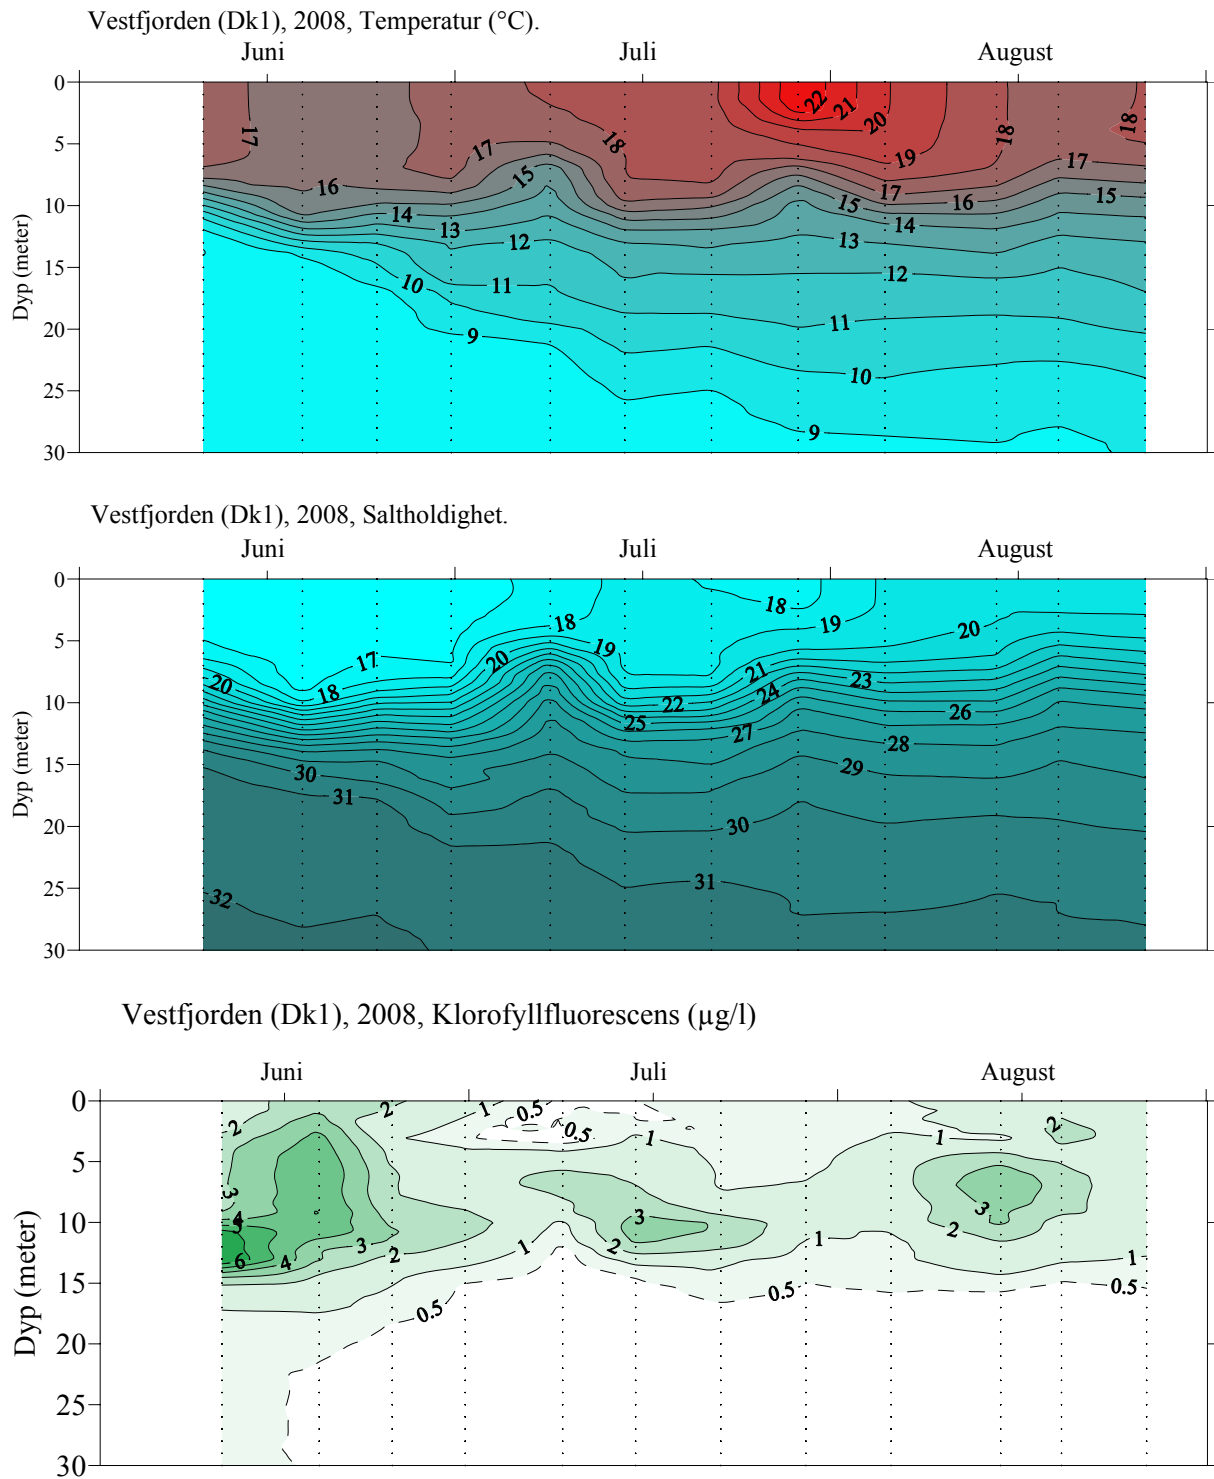 Vestfjorden (Dk1), 2008, Temperatur (°C).
Juni Juli August
0
5
10
15
20
25
30
Dyp (meter)
17 16 17 15 14 13 12 11 10 9
18 22 21 20 19 18 18 17 17 16 15 15 14 13 12 11 10 9
Vestfjorden (Dk1), 2008, Saltholdighet.
Juni Juli August
0
5
10
15
20
25
30
Dyp (meter)
20 17 18 30 31 32 20 18 19 22 25
18 19 20 21 23 24 26 27 28 29 30 31
Vestfjorden (Dk1), 2008, Klorofyllfluorescens (µg/l)
Juni Juli August
0
5
10
15
20
25
30
Dyp (meter)
2 3 4 5 6 4 3 2 2 1 0.5 0.5 1 1 0.5
2 3 1 0.5 1 2 3 2 1 0.5